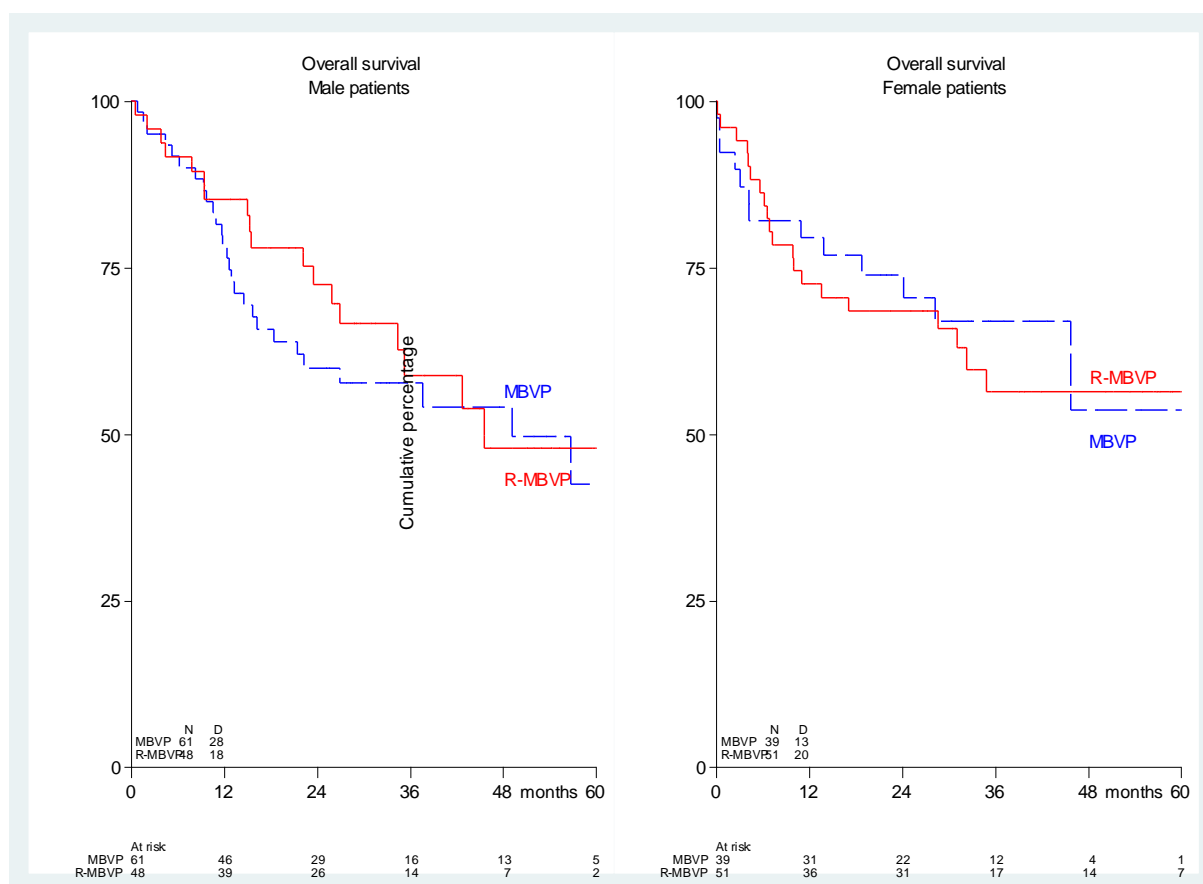 Overall survival
Male patients
100
75
50
25
0
Cumulative percentage
MBVP
R-MBVP
N D
MBVP 61 28
R-MBVP 48 18
0 12 24 36 48 months 60
At risk
MBVP 61 46 29 16 13 5
R-MBVP 48 39 26 14 7 2
Overall survival
Female patients
100
75
50
25
0
R-MBVP
MBVP
N D
MBVP 39 13
R-MBVP 51 20
0 12 24 36 48 months 60
At risk
MBVP 39 31 22 12 4 1
R-MBVP 51 36 31 17 14 7